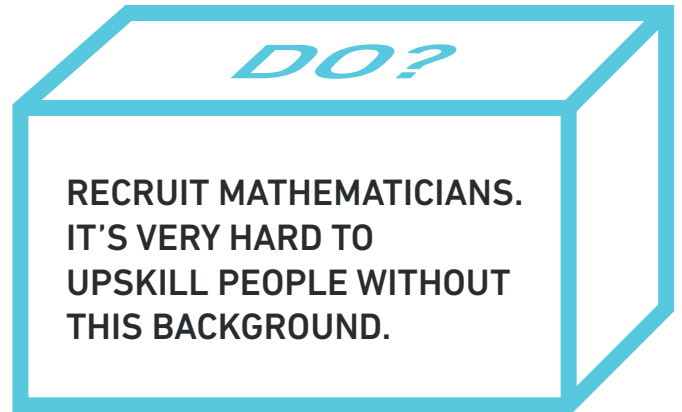 DO?
RECRUIT MATHEMATICIANS.
IT’S VERY HARD TO
UPSKILL PEOPLE WITHOUT
THIS BACKGROUND.